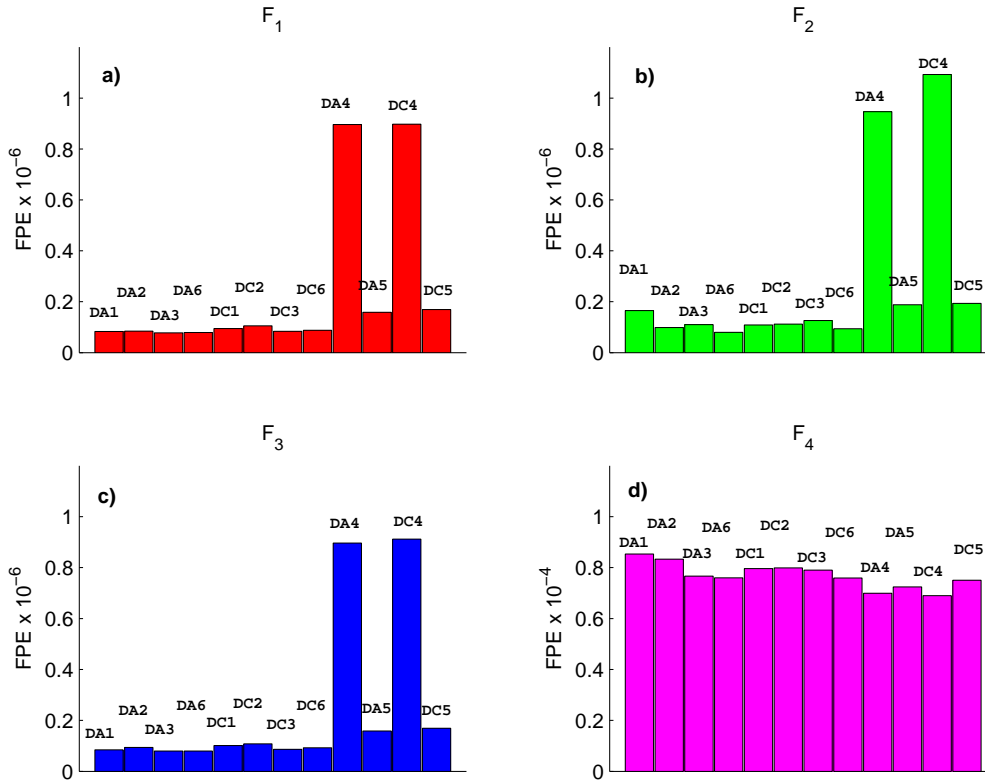 F1
a)
FPE x 10−6
1
0.8
0.6
0.4
0.2
0
DA1
DA2
DA3
DA6
DC1
DC2
DC3
DC6
DA4
DA5
DC4
DC5
F2
b)
FPE x 10−6
1
0.8
0.6
0.4
0.2
0
DA1
DA2
DA3
DA6
DC1
DC2
DC3
DC6
DA4
DA5
DC4
DC5
F3
c)
FPE x 10−6
1
0.8
0.6
0.4
0.2
0
DA1
DA2
DA3
DA6
DC1
DC2
DC3
DC6
DA4
DA5
DC4
DC5
F4
d)
FPE x 10−4
1
0.8
0.6
0.4
0.2
0
DA1
DA2
DA3
DA6
DC1
DC2
DC3
DC6
DA4
DA5
DC4
DC5